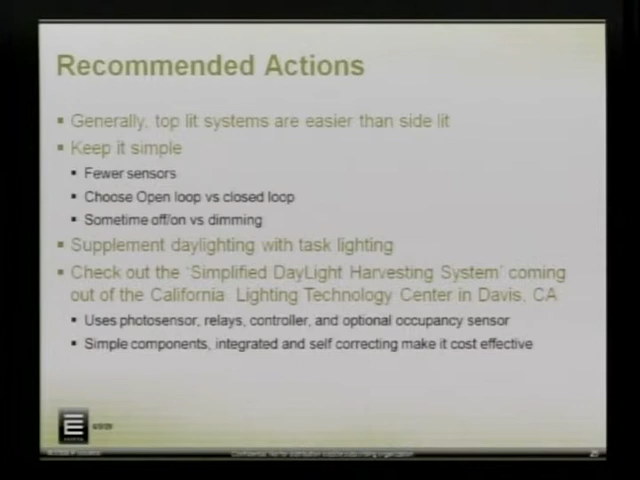 Recommended Actions
Generally, top lit systems are easier than side lit
Keep it simple
Fewer sensors
Choose Open loop vs closed loop
Sometime off/on vs dimming
Supplement daylighting with task lighting
Check out the 'Simplified DayLight Harvesting System' coming
out of the California Lighting Technology Center in Davis, CA
Uses photosensor, relays, controller, and optional occupancy sensor
Simple components, integrated and self correcting make it cost effective
E